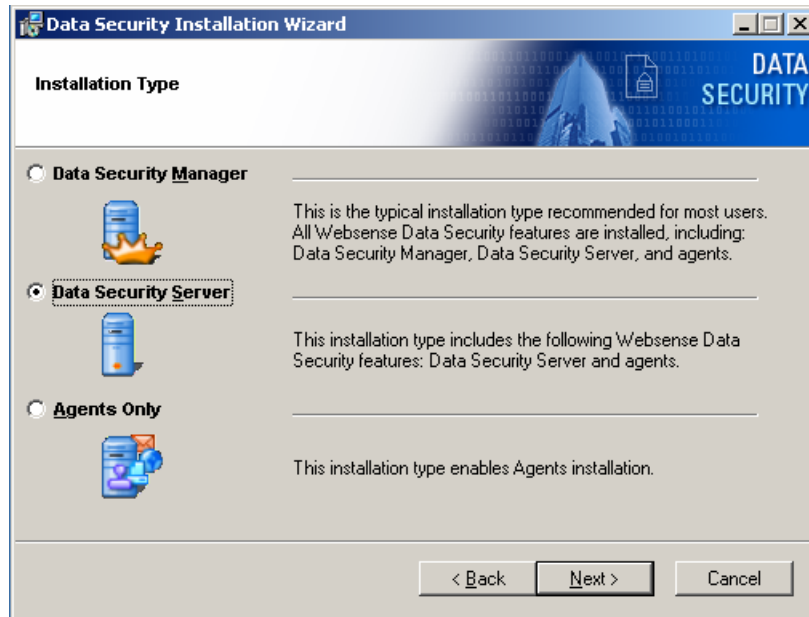 Data Security Installation Wizard
Installation Type
DATA
SECURITY
Data Security Manager
This is the typical installation type recommended for most users.
All Websense Data Security features are installed, including:
Data Security Manager, Data Security Server, and agents.
Data Security Server
This installation type includes the following Websense Data
Security features: Data Security Server and agents.
Agents Only
This installation type enables Agents installation.
< Back
Next >
Cancel